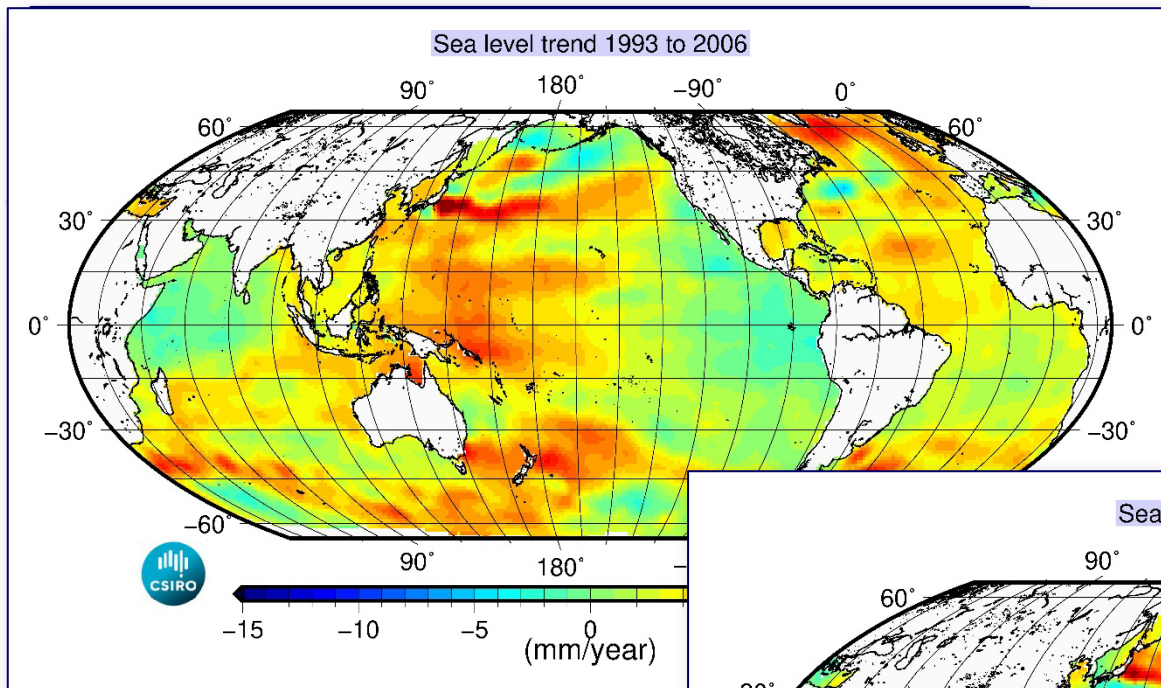 Sea level trend 1993 to 2006
90˚ 180˚ −90˚ 0˚
60˚ 60˚
30˚ 30˚
0˚ 0˚
−30˚ −30˚
−60˚
90˚ 180˚
CSIRO
−15 −10 −5 0
(mm/year)
Sea
90˚
60˚